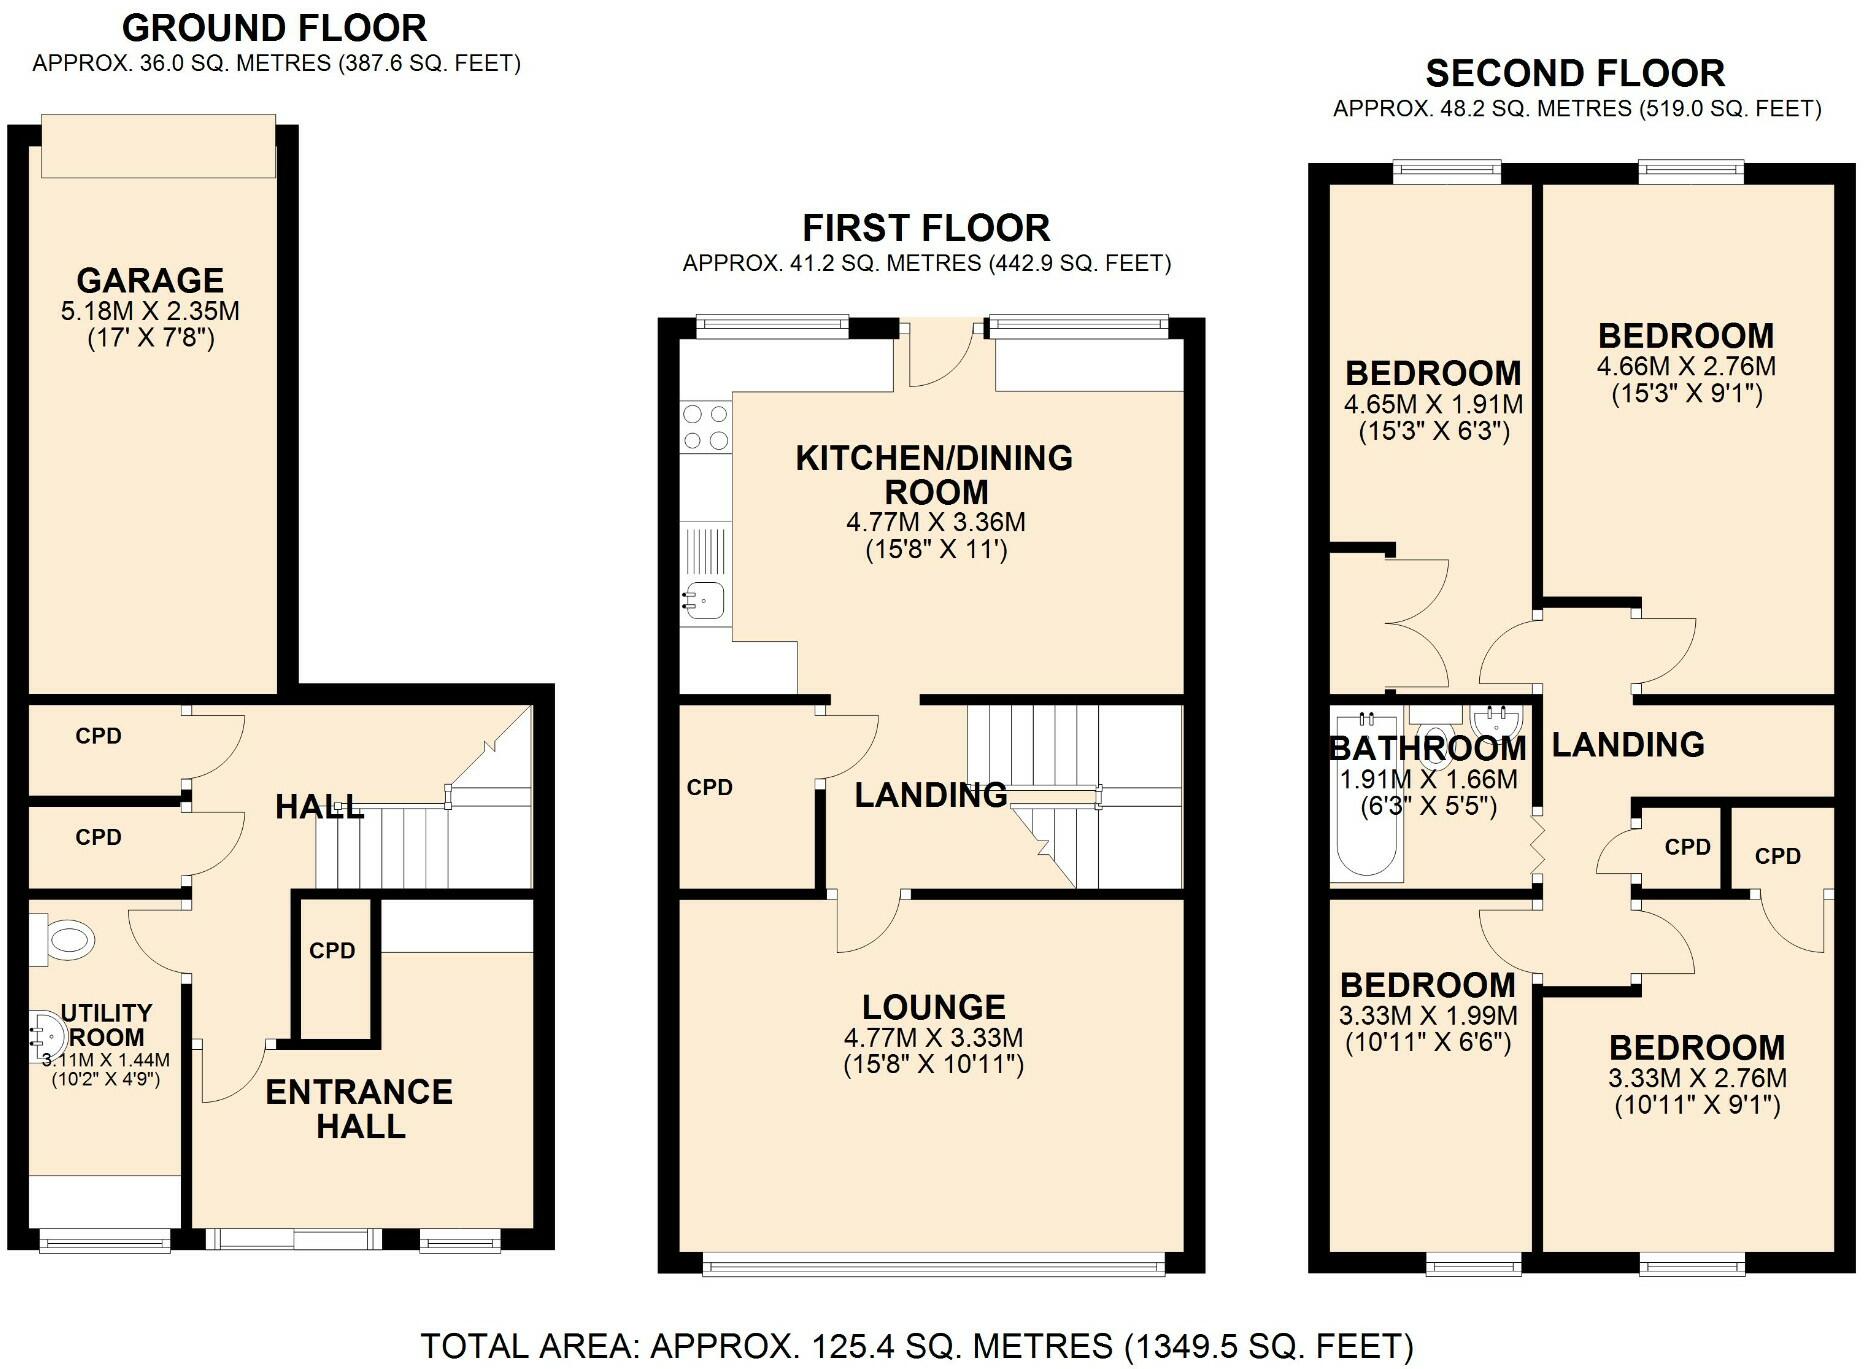 GROUND FLOOR
APPROX. 36.0 SQ. METRES (387.6 SQ. FEET)
GARAGE
5.18M X 2.35M
(17' X 7'8")
CPD
CPD
HALL
CPD
UTILITY
ROOM
3.11M X 1.44M
(10'2" X 4'9")
ENTRANCE
HALL
FIRST FLOOR
APPROX. 41.2 SQ. METRES (442.9 SQ. FEET)
KITCHEN/DINING
ROOM
4.77M X 3.36M
(15'8" X 11')
CPD
LANDING
LOUNGE
4.77M X 3.33M
(15'8" X 10'11")
SECOND FLOOR
APPROX. 48.2 SQ. METRES (519.0 SQ. FEET)
BEDROOM
4.65M X 1.91M
(15'3" X 6'3")
BEDROOM
4.66M X 2.76M
(15'3" X 9'1")
BATHROOM
1.91M X 1.66M
(6'3" X 5'5")
LANDING
CPD
CPD
BEDROOM
3.33M X 1.99M
(10'11" X 6'6")
BEDROOM
3.33M X 2.76M
(10'11" X 9'1")
TOTAL AREA: APPROX. 125.4 SQ. METRES (1349.5 SQ. FEET)